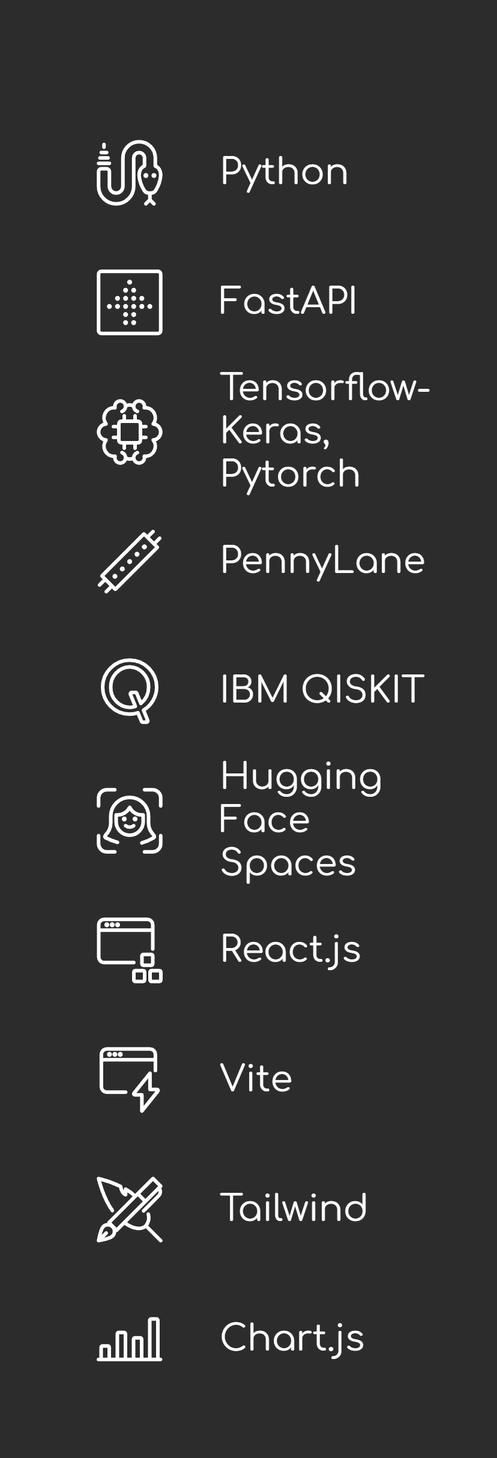 Python
FastAPI
Tensorflow-
Keras,
Pytorch
PennyLane
IBM QISKIT
Hugging
Face
Spaces
React.js
Vite
Tailwind
Chart.js